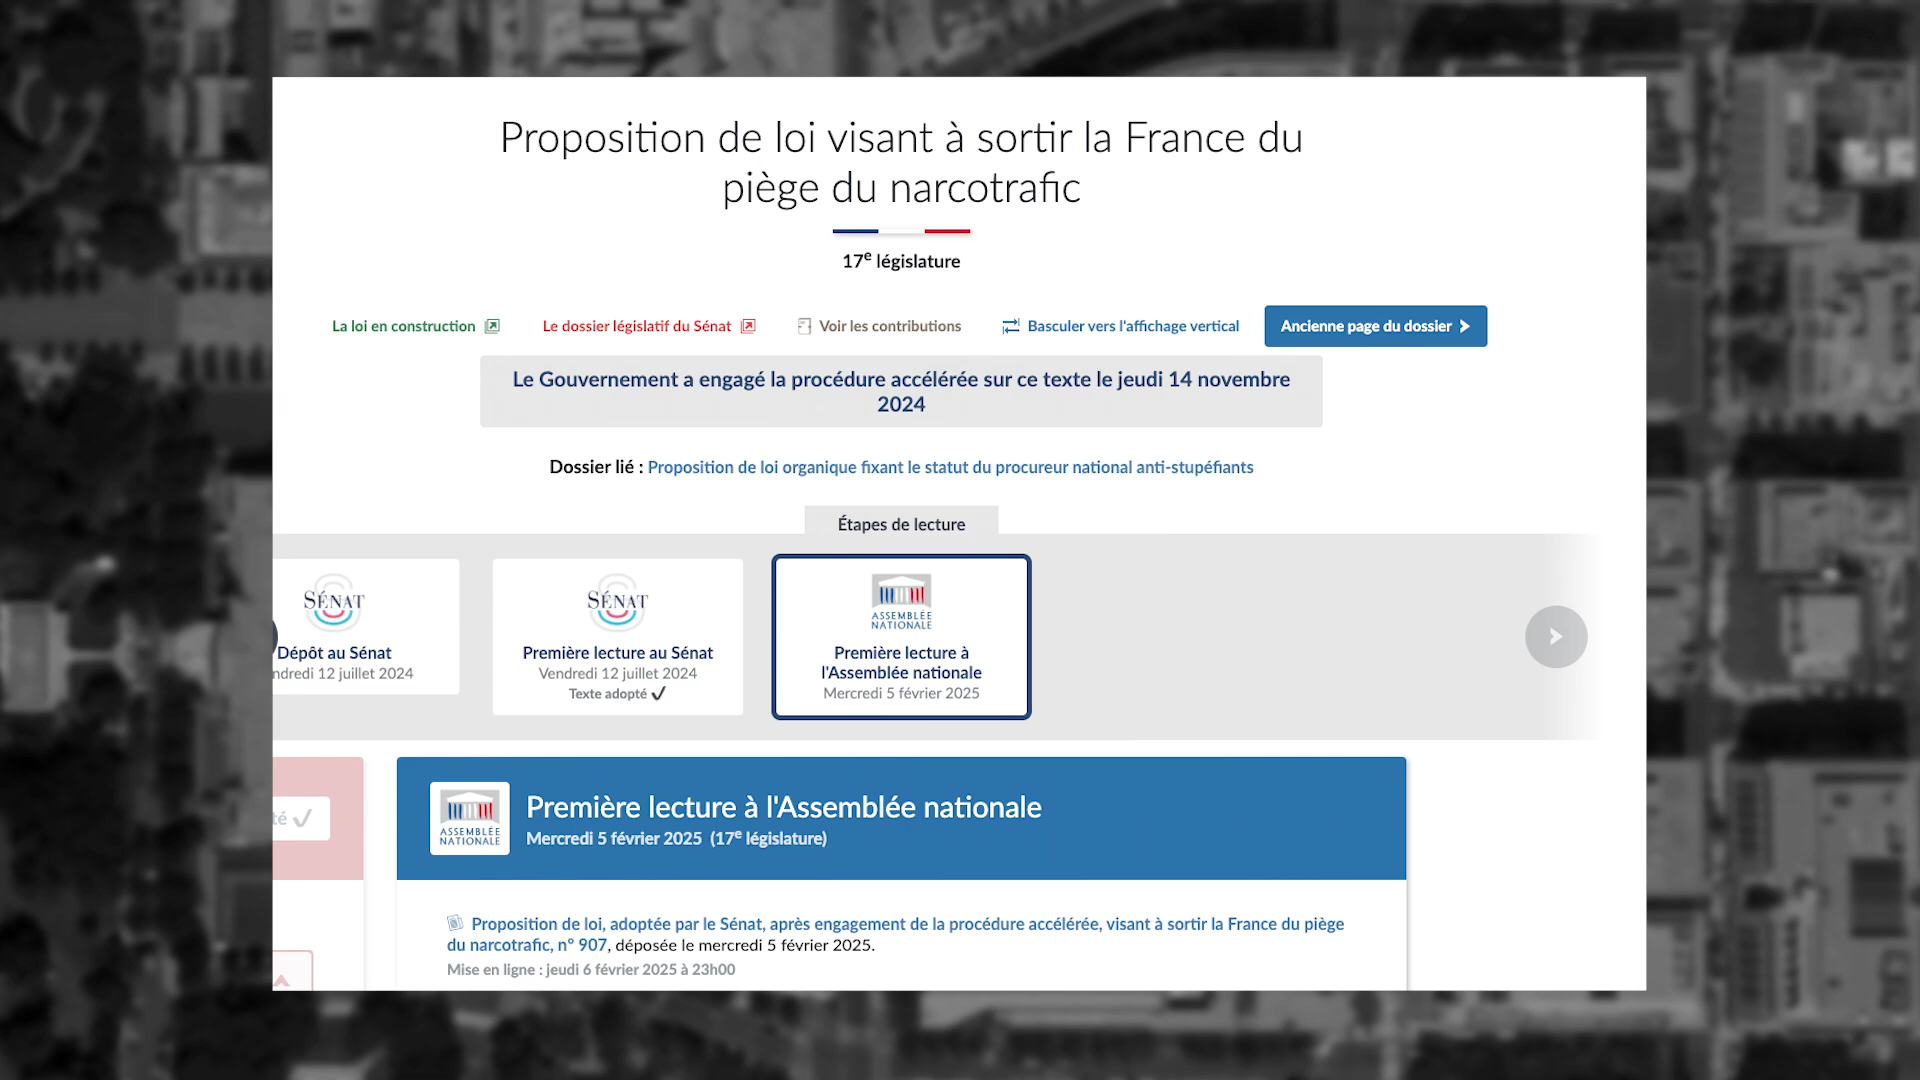 Proposition de loi visant à sortir la France du
piège du narcotrafic
17e législature
La loi en construction
Le dossier législatif du Sénat
Voir les contributions
Basculer vers l'affichage vertical
Ancienne page du dossier
Le Gouvernement a engagé la procédure accélérée sur ce texte le jeudi 14 novembre
2024
Dossier lié : Proposition de loi organique fixant le statut du procureur national anti-stupéfiants
Étapes de lecture
SÉNAT
Dépôt au Sénat
ndredi 12 juillet 2024
SÉNAT
Première lecture au Sénat
Vendredi 12 juillet 2024
Texte adopté
ASSEMBLÉE
NATIONALE
Première lecture à
l'Assemblée nationale
Mercredi 5 février 2025
té
ASSEMBLÉE
NATIONALE
Première lecture à l'Assemblée nationale
Mercredi 5 février 2025 (17e législature)
Proposition de loi, adoptée par le Sénat, après engagement de la procédure accélérée, visant à sortir la France du piège
du narcotrafic, n° 907, déposée le mercredi 5 février 2025.
Mise en ligne : jeudi 6 février 2025 à 23h00